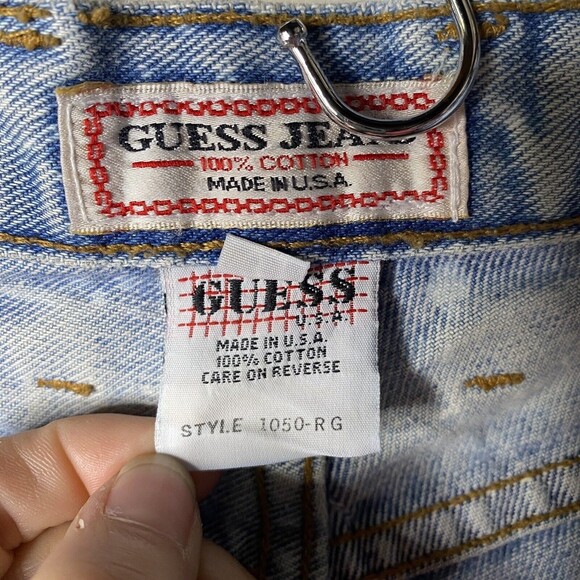 GUESS JEANS
100% COTTON
MADE IN U.S.A.
GUESS
U.S.A.
MADE IN U.S.A.
100% COTTON
CARE ON REVERSE
STYLE 1050-RG